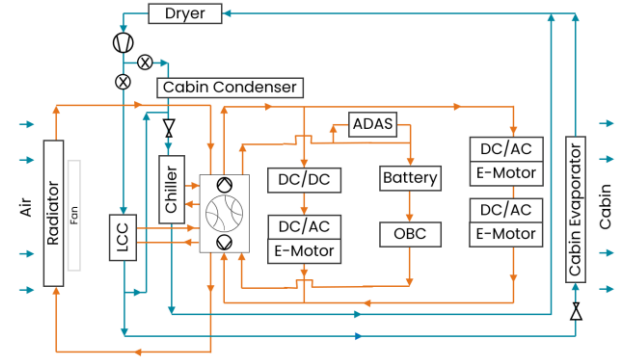 Dryer
Cabin Condenser
ADAS
DC/AC
E-Motor
Air
Radiator
Fan
Chiller
DC/DC
Battery
DC/AC
E-Motor
LCC
DC/AC
E-Motor
OBC
Cabin Evaporator
Cabin